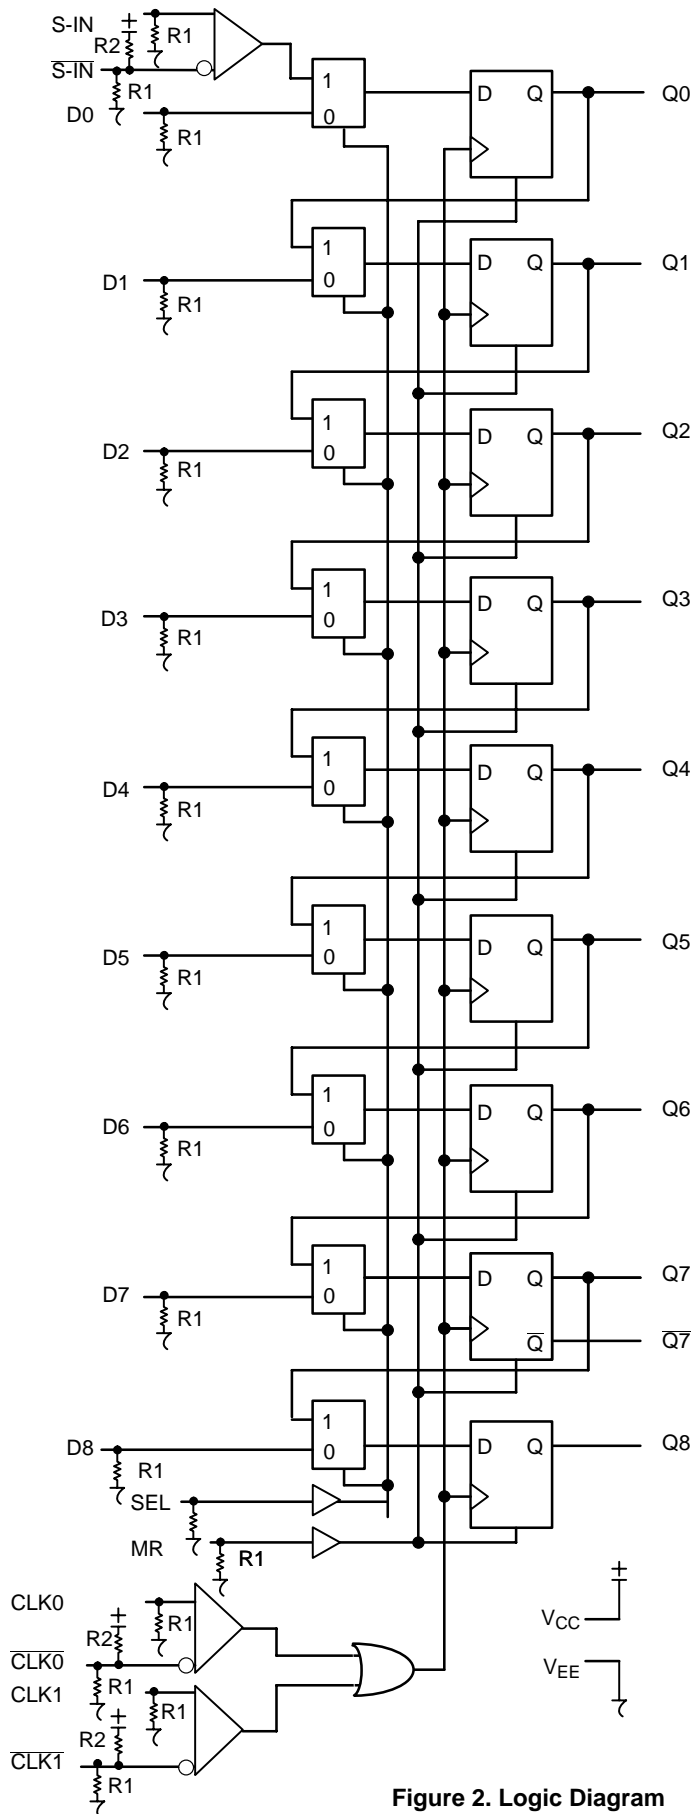 S-IN
R1
R2
S-IN
R1
D0
R1
1
0
D Q
Q0
1
0
D1
R1
D Q
Q1
1
0
D2
R1
D Q
Q2
1
0
D3
R1
D Q
Q3
1
0
D4
R1
D Q
Q4
1
0
D5
R1
D Q
Q5
1
0
D6
R1
D Q
Q6
1
0
D7
R1
D Q
Q7
Q
Q7
1
0
D8
R1
D Q
Q8
SEL
MR
R1
CLK0
R1
R2
CLK0
R1
CLK1
R1
R2
CLK1
R1
VCC
VEE
Figure 2. Logic Diagram